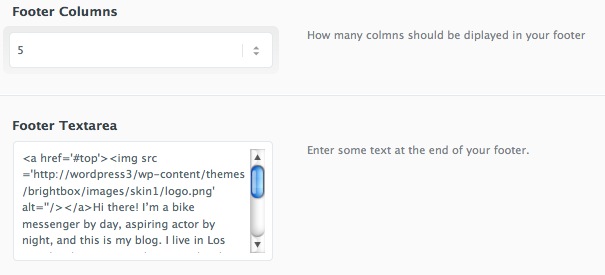 Footer Columns
5
How many colmns should be diplayed in your footer
Footer Textarea
<a href='#top'><img src
='http://wordpress3/wp-content/themes
/brightbox/images/skin1/logo.png'
alt=''/></a>Hi there! I'm a bike
messenger by day, aspiring actor by
night, and this is my blog. I live in Los
Enter some text at the end of your footer.